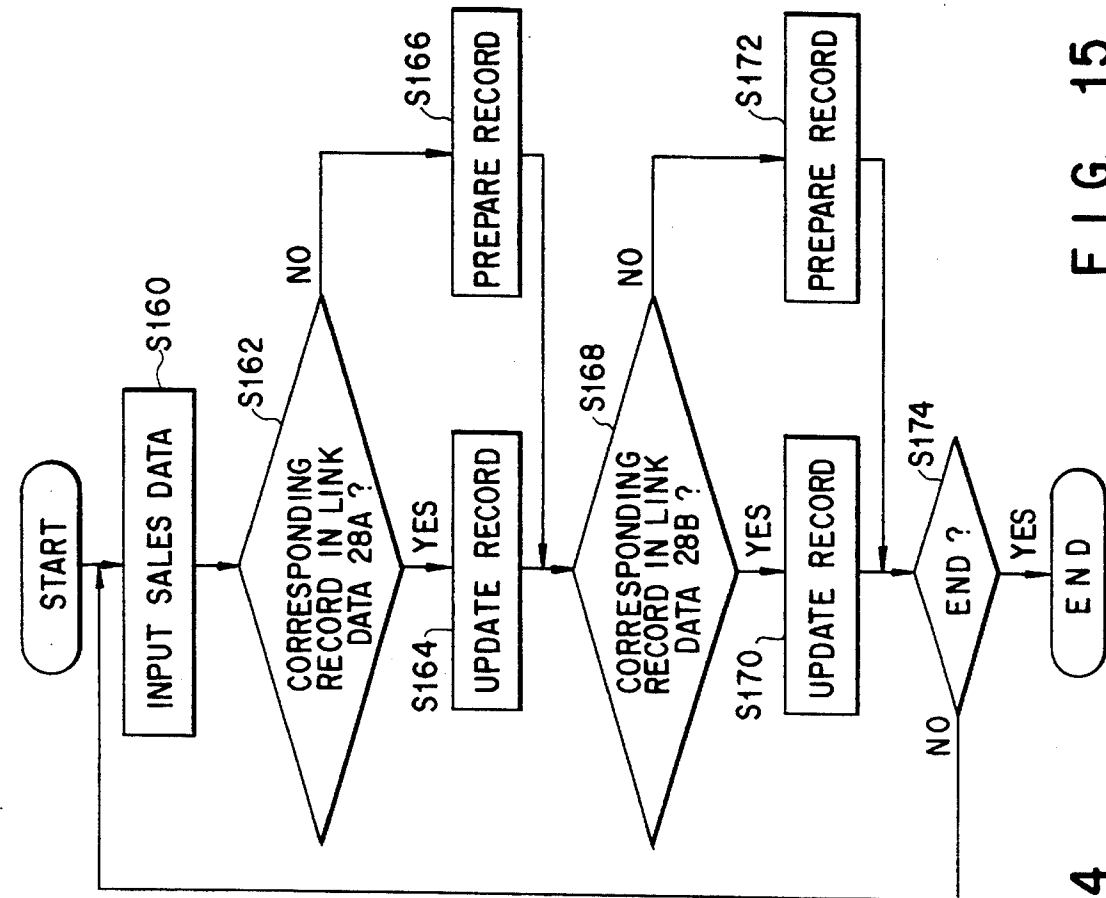 START
INPUT SALES DATA
S160
CORRESPONDING
RECORD IN LINK
DATA 28A ?
S162
NO
YES
S164
UPDATE RECORD
S166
PREPARE RECORD
CORRESPONDING
RECORD IN LINK
DATA 28B ?
S168
NO
YES
S170
UPDATE RECORD
S172
PREPARE RECORD
END ?
S174
NO
YES
END
4
FIG. 15